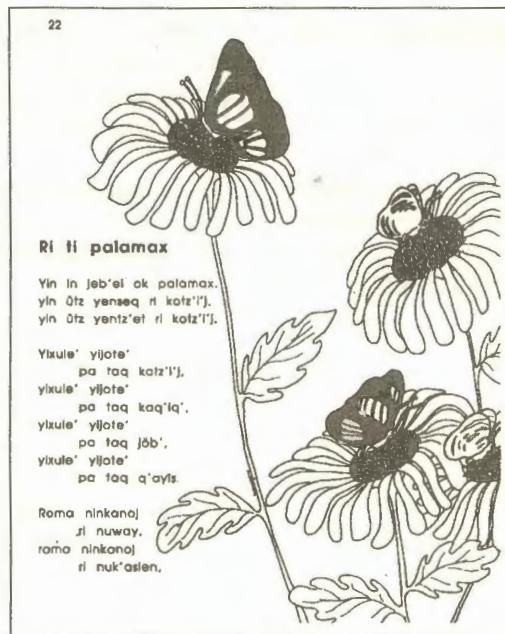 22
Ri ti palamax
Yin in jeb'ël ok palamax.
yin ütz yenseq ri kotz'i'j.
yin ütz yentz'et ri kotz'i'j.
Yixule' yijote'
pa taq kotz'i'j,
yixule' yijote'
pa taq kaq'iq',
yixule' yijote'
pa taq jöb',
yixule' yijote'
pa taq q'ayïs.
Roma ninkanoj
ri nuway,
roma ninkanoj
ri nuk'aslen,